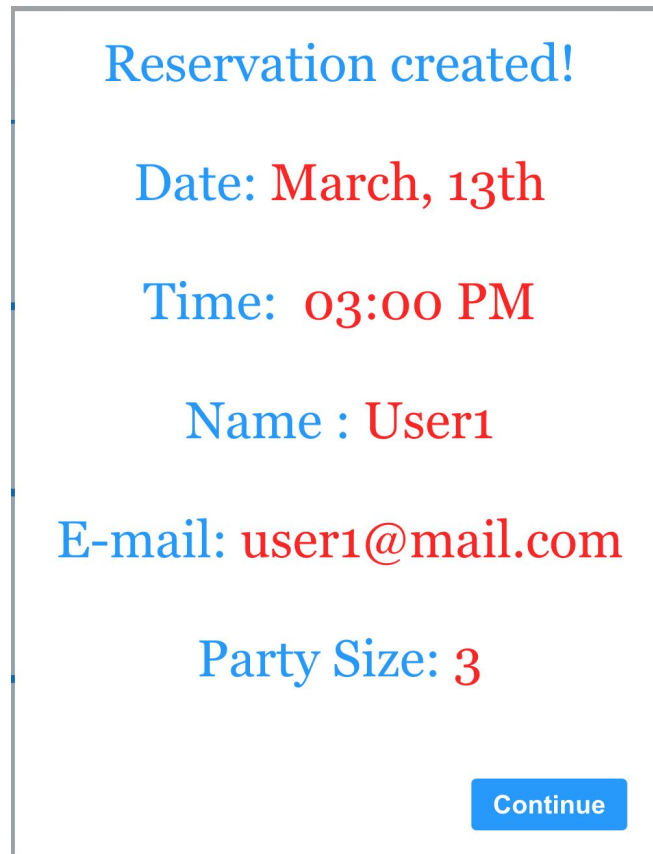 Reservation created!
Date: March, 13th
Time: 03:00 PM
Name : User1
E-mail: user1@mail.com
Party Size: 3
Continue